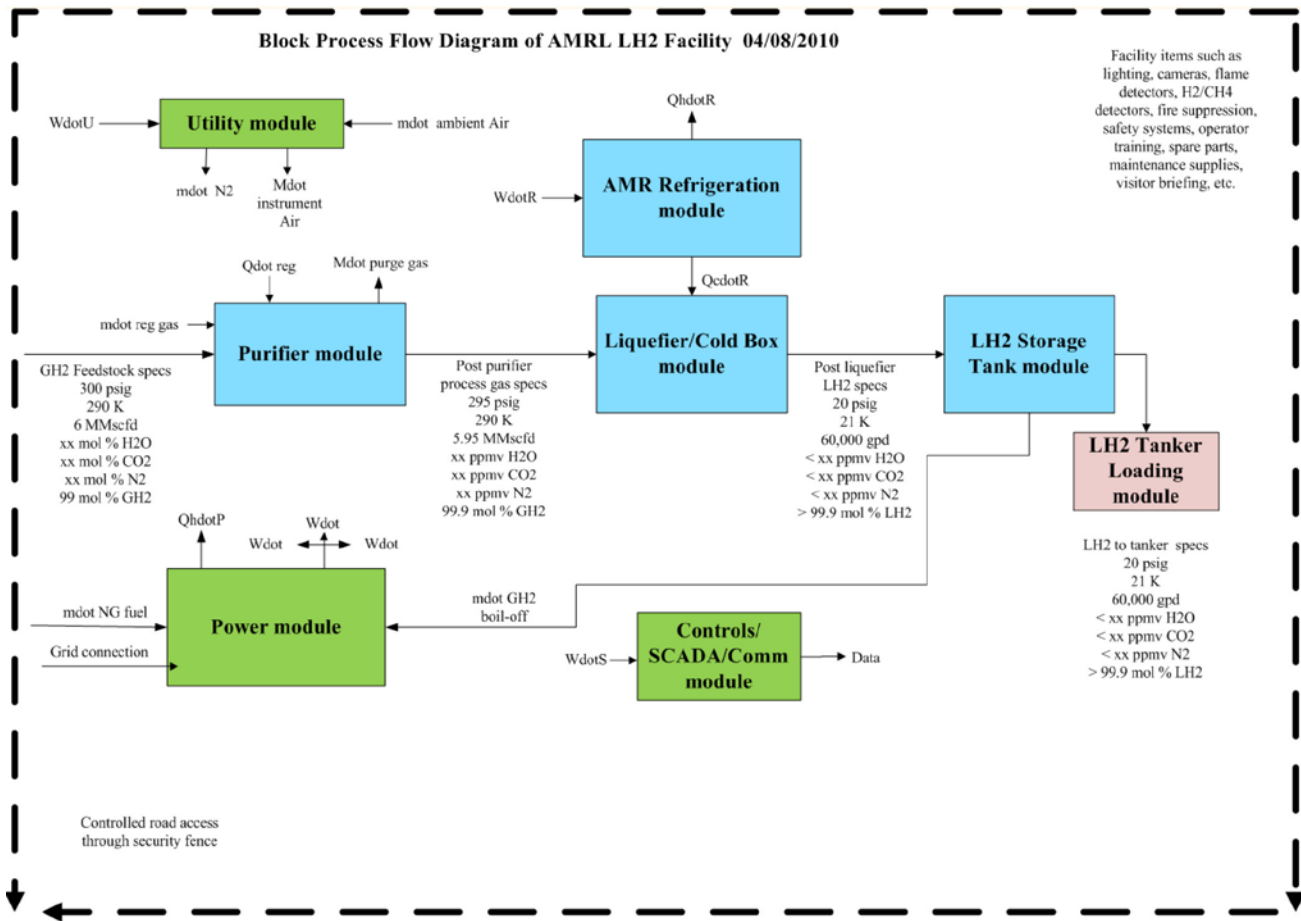 Block Process Flow Diagram of AMRL LH2 Facility  04/08/2010
Facility items such as
lighting, cameras, flame
detectors, H2/CH4
detectors, fire suppression,
safety systems, operator
training, spare parts,
maintenance supplies,
visitor briefing, etc.
WdotU
Utility module
mdot  ambient Air
mdot  N2
Mdot
instrument
Air
QhdotR
WdotR
AMR Refrigeration
module
QcdotR
Qdot reg
Mdot purge gas
mdot reg gas
Purifier module
Liquefier/Cold Box
module
LH2 Storage
Tank module
GH2 Feedstock specs
300 psig
290 K
6 MMscfd
xx mol % H2O
xx mol % CO2
xx mol % N2
99 mol % GH2
Post purifier
process gas specs
295 psig
290 K
5.95 MMscfd
xx ppmv H2O
xx ppmv CO2
xx ppmv N2
99.9 mol % GH2
Post liquefier
LH2 specs
20 psig
21 K
60,000 gpd
< xx ppmv H2O
< xx ppmv CO2
< xx ppmv N2
> 99.9 mol % LH2
LH2 Tanker
Loading
module
LH2 to tanker  specs
20 psig
21 K
60,000 gpd
< xx ppmv H2O
< xx ppmv CO2
< xx ppmv N2
> 99.9 mol % LH2
QhdotP
Wdot
Wdot
Wdot
mdot NG fuel
Grid connection
Power module
mdot GH2
boil-off
WdotS
Controls/
SCADA/Comm
module
Data
Controlled road access
through security fence